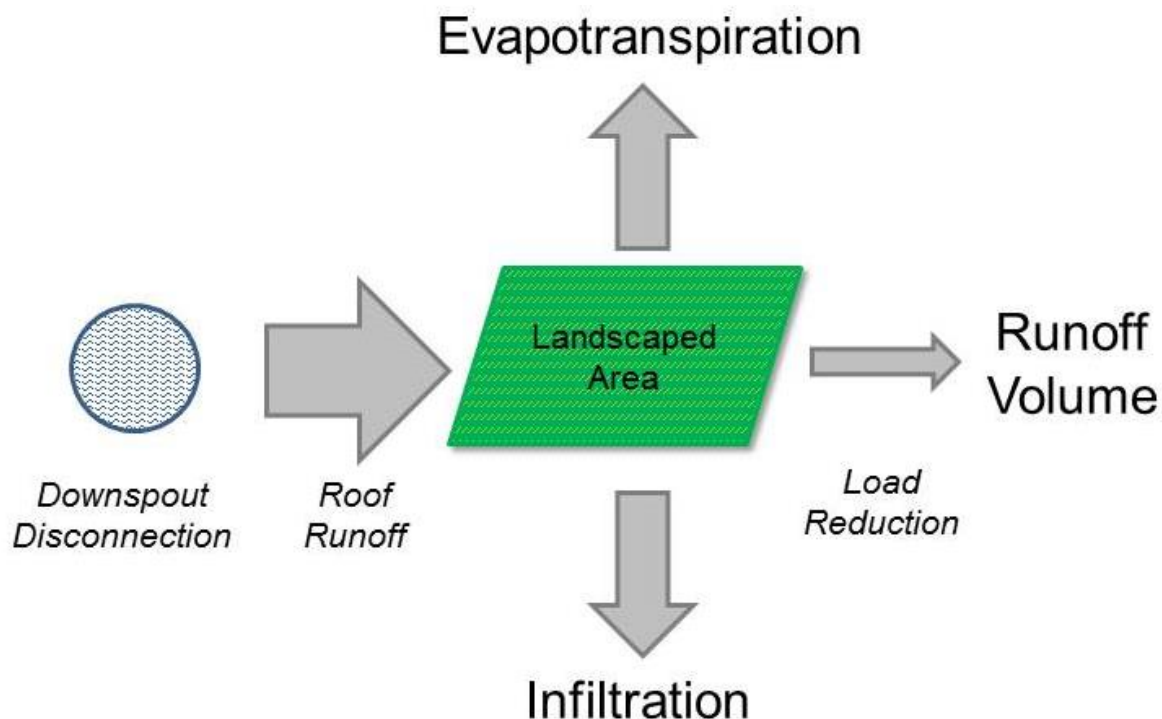 Evapotranspiration
Landscaped
Area
Runoff
Volume
Downspout
Disconnection
Roof
Runoff
Load
Reduction
Infiltration